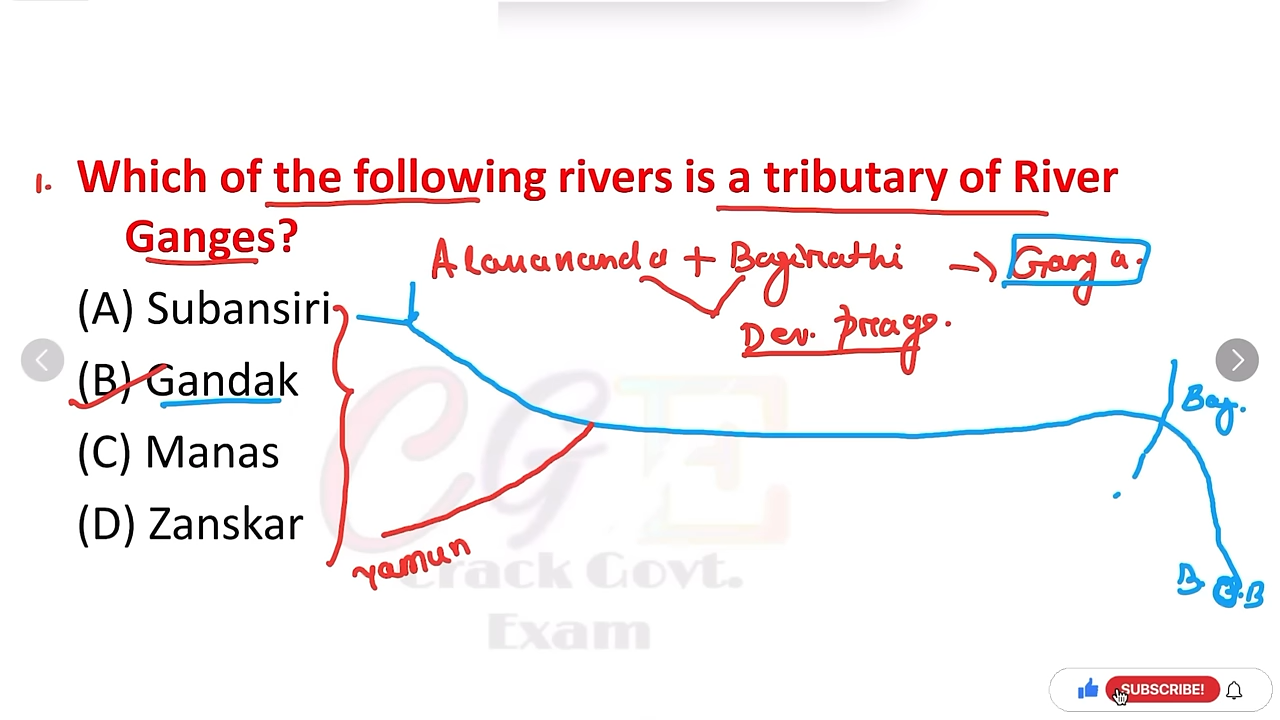 1. Which of the following rivers is a tributary of River
Ganges?
Alauananda + Bagirathi → Ganga.
(A) Subansiri
Dev. prayag.
(B) Gandak
Bay.
(C) Manas
(D) Zanskar
Yamun
Crack Govt.
Exam
B. O. B
SUBSCRIBE!